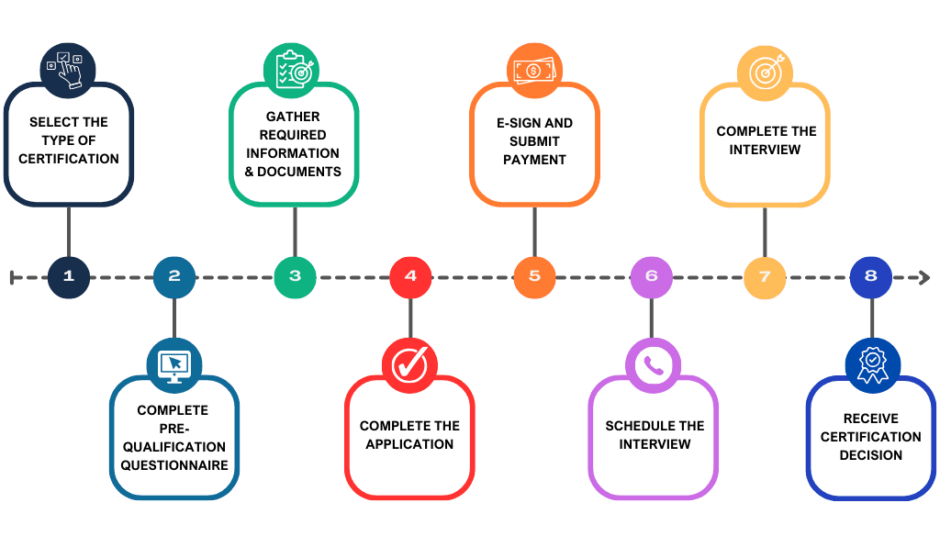 SELECT THE
TYPE OF
CERTIFICATION
GATHER
REQUIRED
INFORMATION
& DOCUMENTS
$
E-SIGN AND
SUBMIT
PAYMENT
COMPLETE THE
INTERVIEW
1
2
3
4
5
6
7
8
COMPLETE
PRE-
QUALIFICATION
QUESTIONNAIRE
COMPLETE THE
APPLICATION
SCHEDULE THE
INTERVIEW
RECEIVE
CERTIFICATION
DECISION